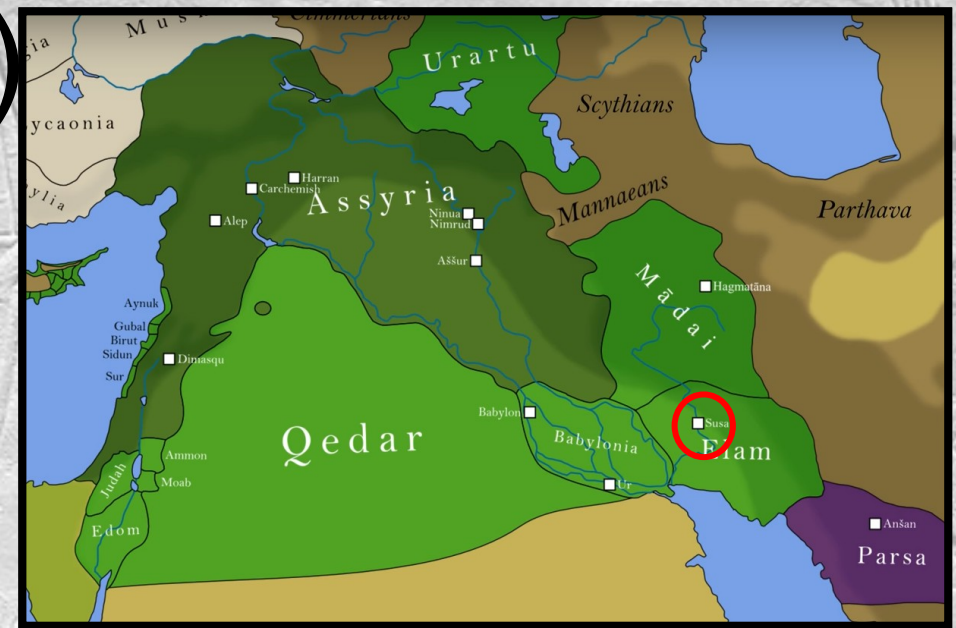 Cimmerians
Urartu
Scythians
ycaonia
Mannaeans
Parthava
Harran
Carchemish
Assyria
Alep
Ninua
Nimrud
Aššur
Mādai
Hagmatāna
Aynuk
Gubal
Birut
Sidun
Sur
Dimasqu
Babylon
Babylonia
Susa
Elam
Qedar
Ammon
Judah
Moab
Ur
Edom
Anšan
Parsa